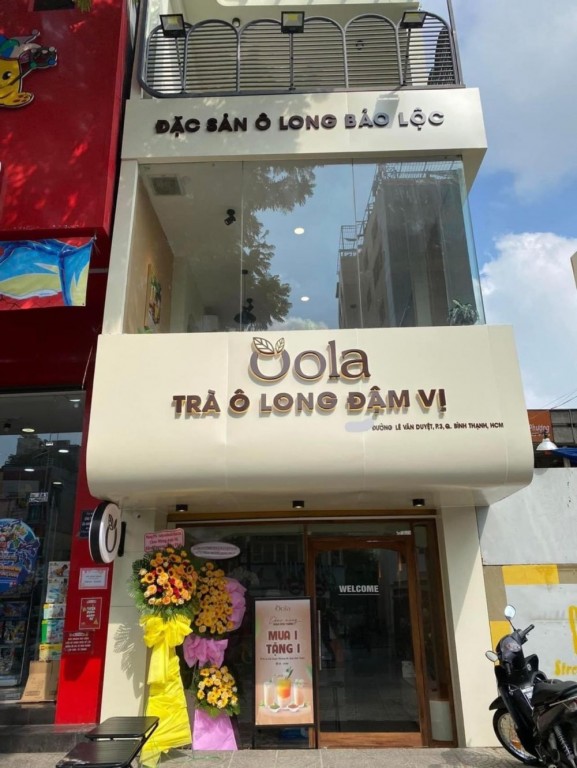 ĐẶC SẢN Ô LONG BẢO LỘC
Oola
TRÀ Ô LONG ĐẬM VỊ
ĐƯỜNG LÊ VĂN DUYỆT, P.3, Q. BÌNH THẠNH, HCM
WELCOME
Oola
MUA 1
TẶNG 1